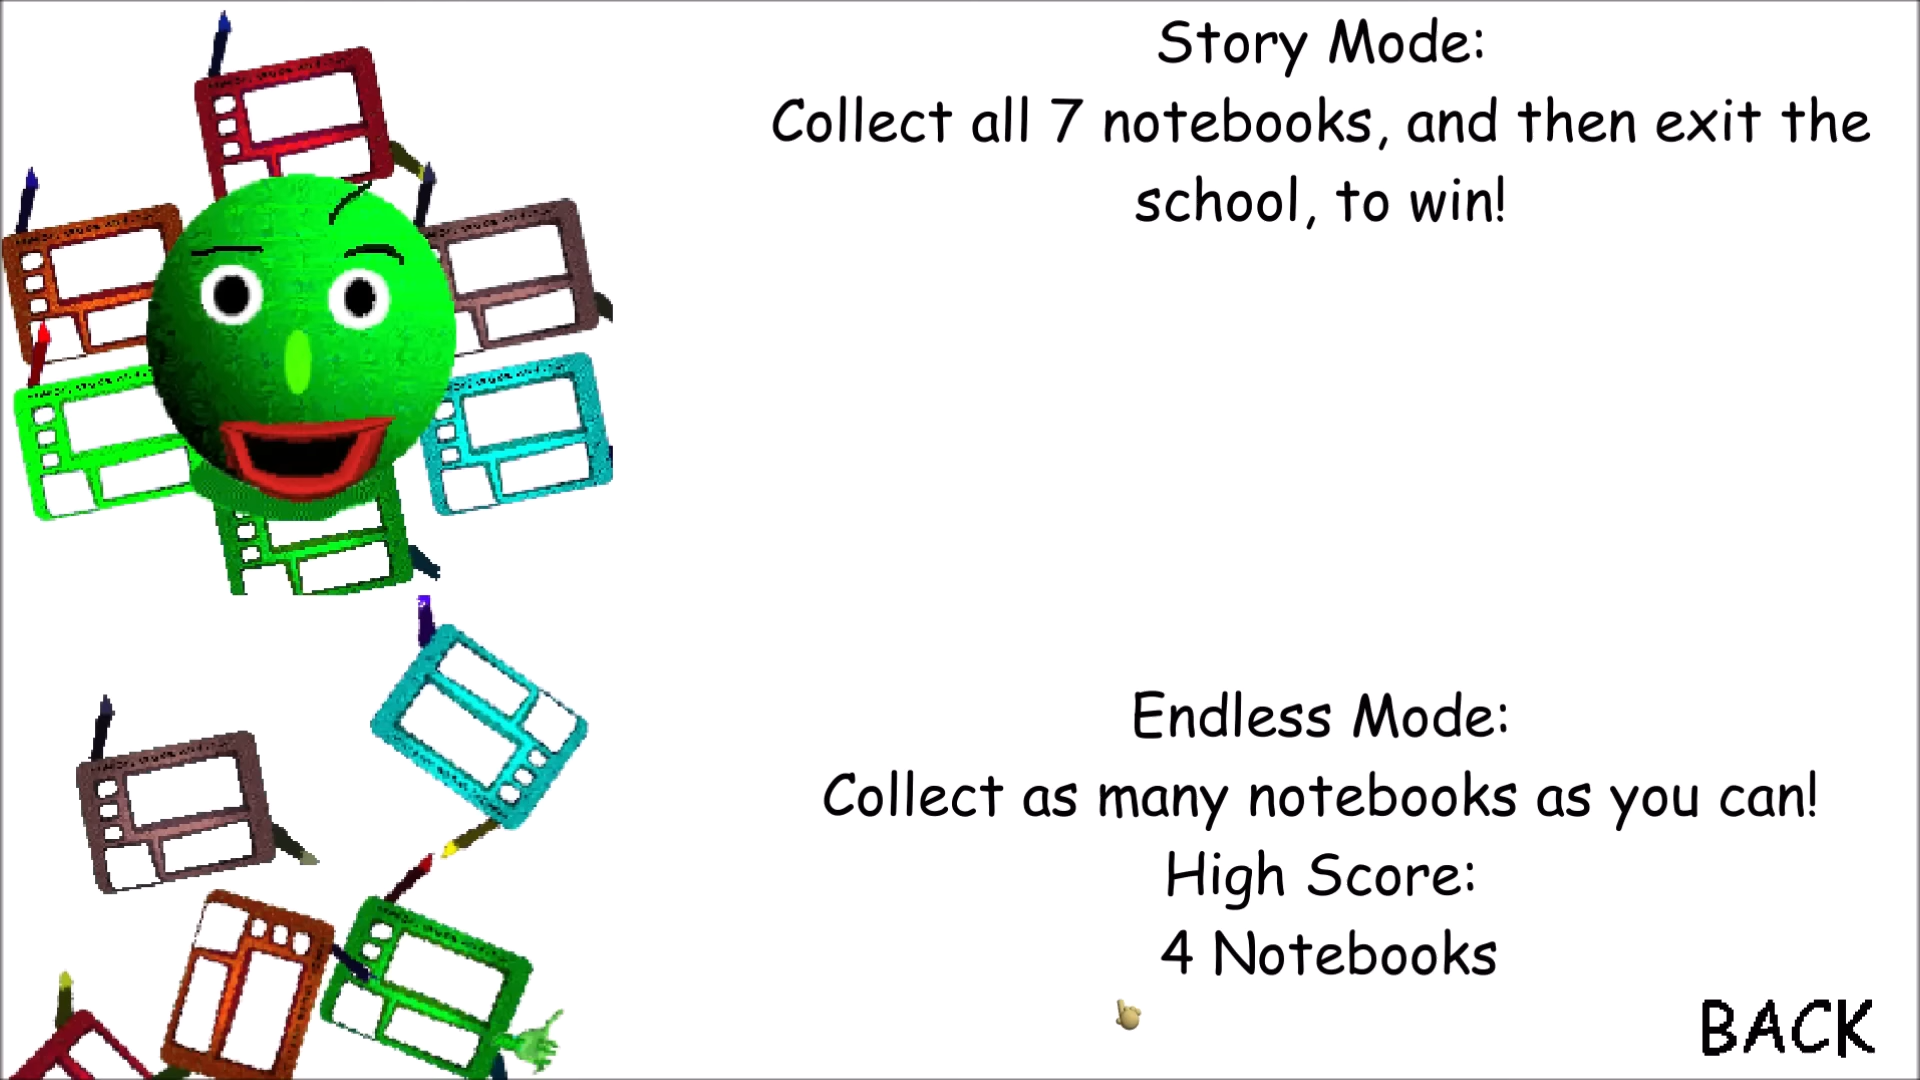 Story Mode:
Collect all 7 notebooks, and then exit the
school, to win!
Endless Mode:
Collect as many notebooks as you can!
High Score:
4 Notebooks
BACK